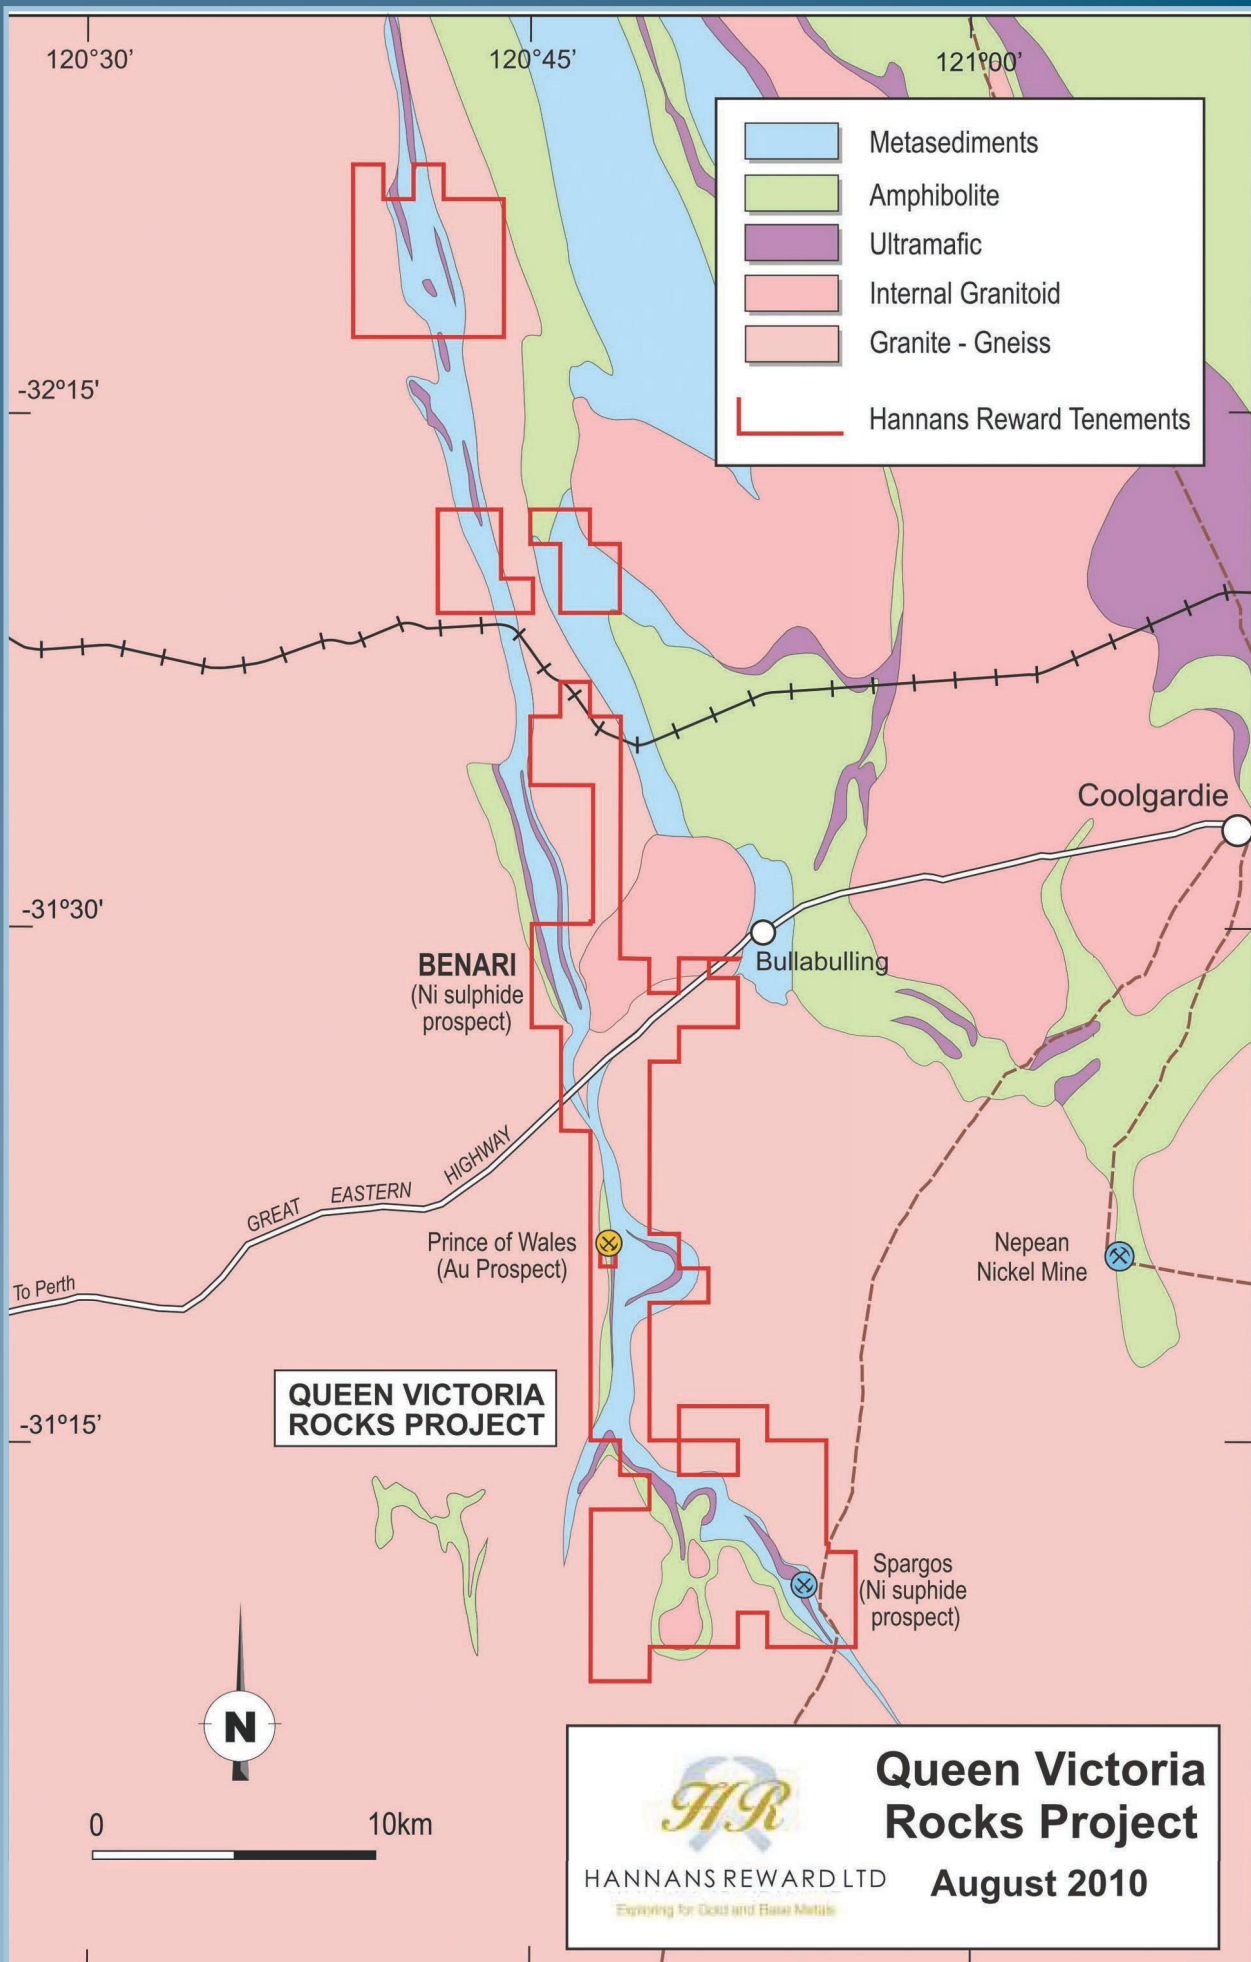 120°30'
120°45'
121°00'
Metasediments
Amphibolite
Ultramafic
Internal Granitoid
Granite - Gneiss
Hannans Reward Tenements
-32°15'
Coolgardie
-31°30'
BENARI
(Ni sulphide
prospect)
Bullabulling
GREAT EASTERN HIGHWAY
To Perth
Prince of Wales
(Au Prospect)
Nepean
Nickel Mine
QUEEN VICTORIA
ROCKS PROJECT
-31°15'
Spargos
(Ni suphide
prospect)
N
0 10km
HR
HANNANS REWARD LTD
Exploring for Gold and Base Metals
Queen Victoria
Rocks Project
August 2010